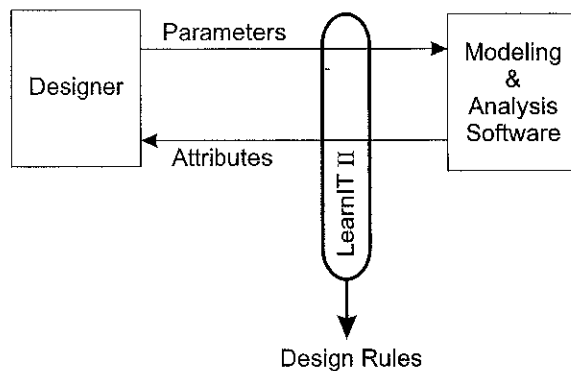 Parameters
Designer
Modeling
&
Analysis
Software
Attributes
LearnIT II
Design Rules